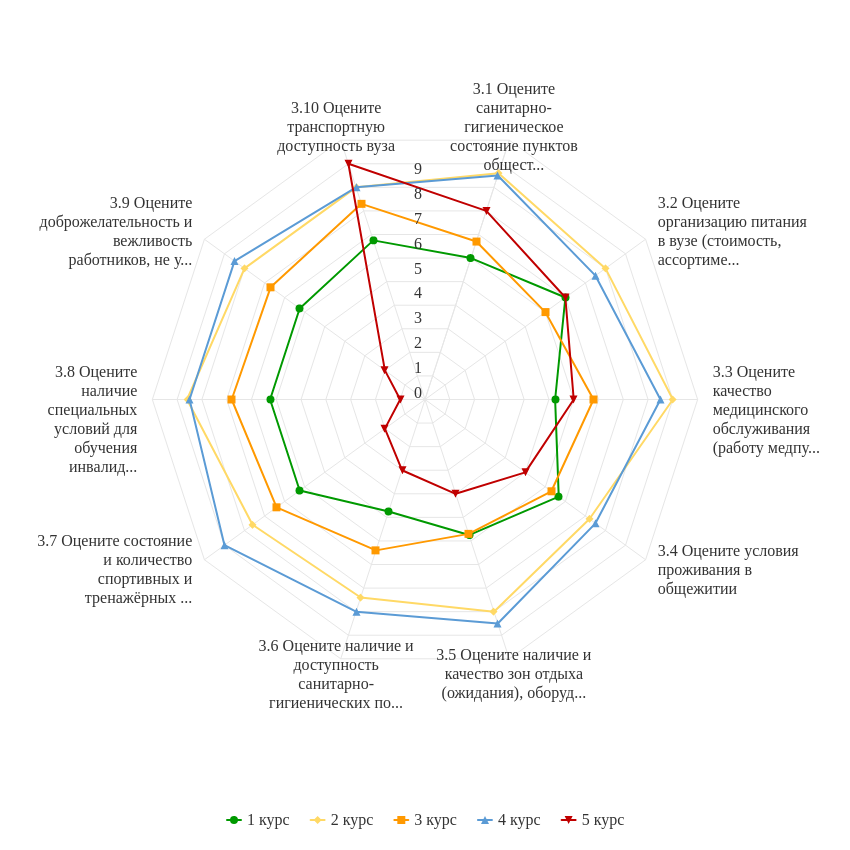 3.1 Оцените
санитарно-
гигиеническое
состояние пунктов
общест...
3.2 Оцените
организацию питания
в вузе (стоимость,
ассортиме...
3.3 Оцените
качество
медицинского
обслуживания
(работу медпу...
3.4 Оцените условия
проживания в
общежитии
3.5 Оцените наличие и
качество зон отдыха
(ожидания), оборуд...
3.6 Оцените наличие и
доступность
санитарно-
гигиенических по...
3.7 Оцените состояние
и количество
спортивных и
тренажёрных ...
3.8 Оцените
наличие
специальных
условий для
обучения
инвалид...
3.9 Оцените
доброжелательность и
вежливость
работников, не у...
3.10 Оцените
транспортную
доступность вуза
9
8
7
6
5
4
3
2
1
0
1 курс
2 курс
3 курс
4 курс
5 курс